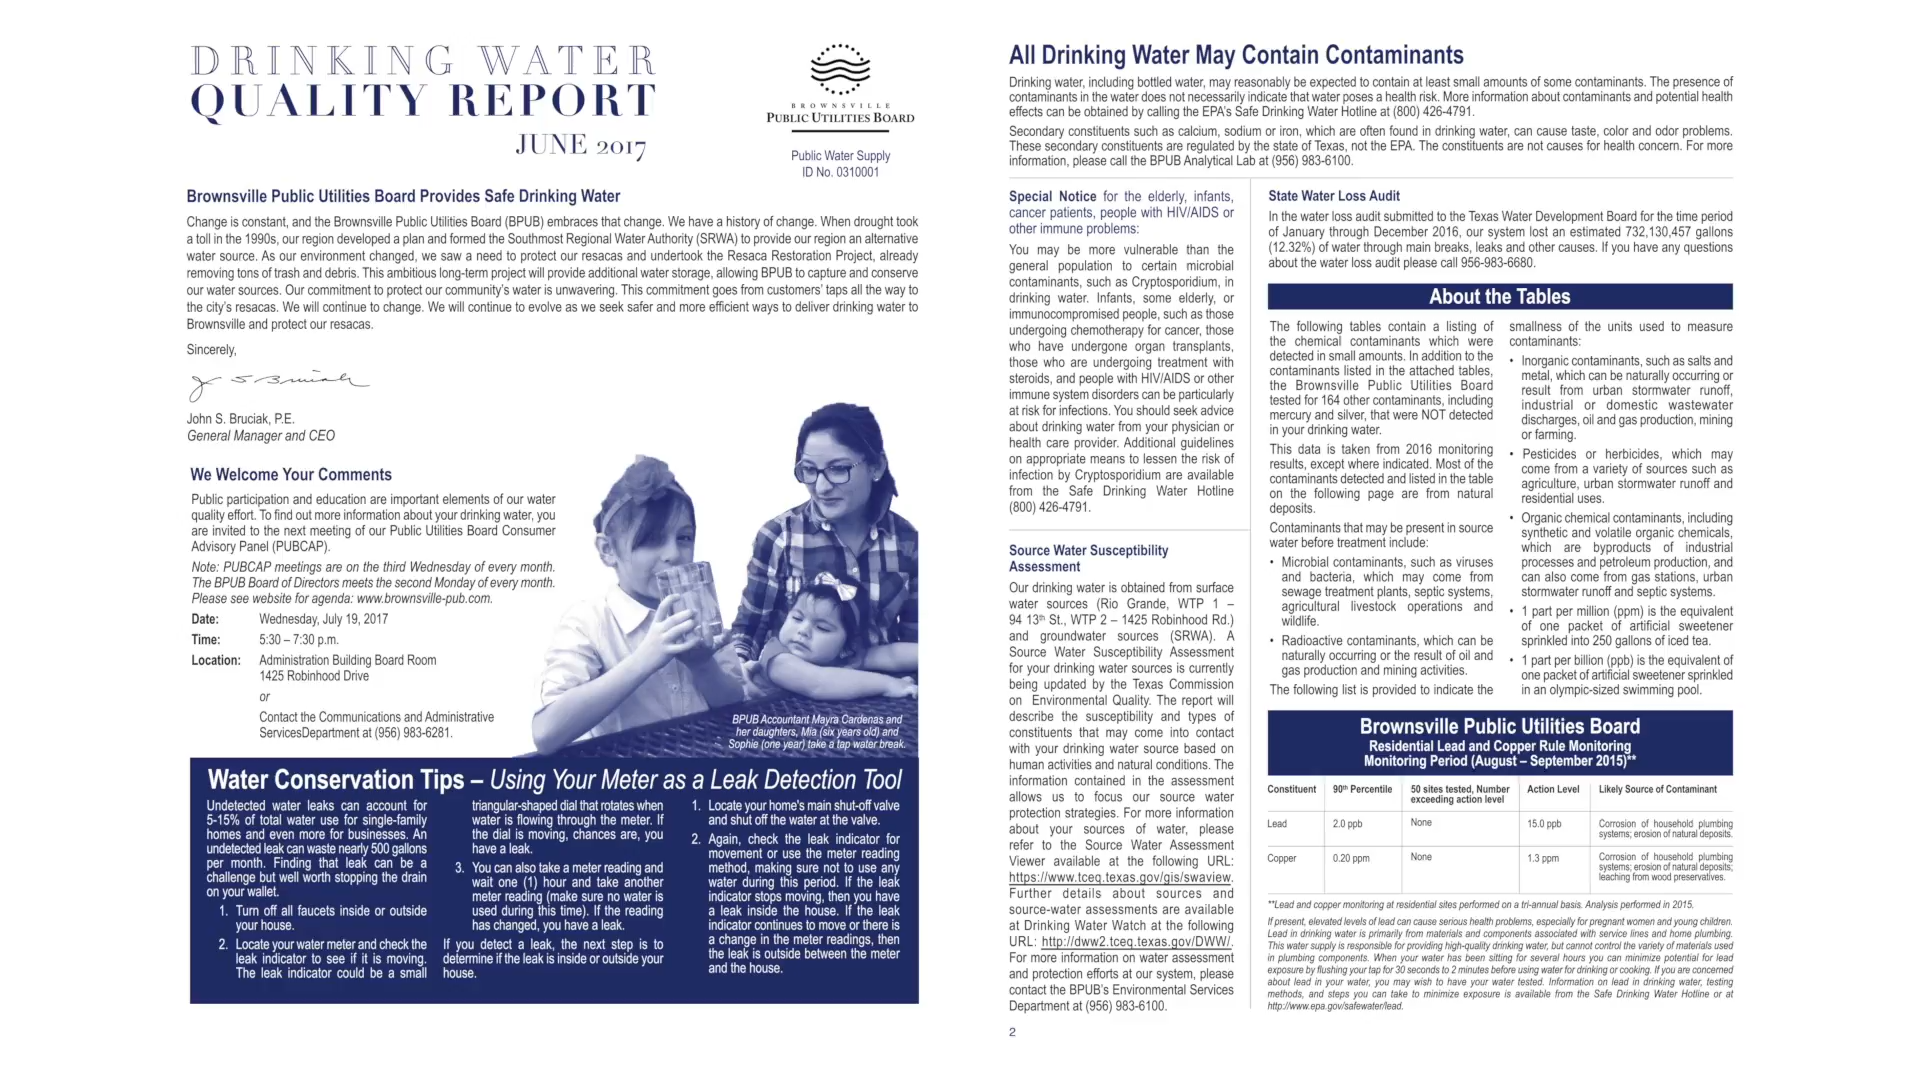 DRINKING WATER
QUALITY REPORT
JUNE 2017
BROWNSVILLE
PUBLIC UTILITIES BOARD
Public Water Supply
ID No. 0310001
Brownsville Public Utilities Board Provides Safe Drinking Water
Change is constant, and the Brownsville Public Utilities Board (BPUB) embraces that change. We have a history of change. When drought took
a toll in the 1990s, our region developed a plan and formed the Southmost Regional Water Authority (SRWA) to provide our region an alternative
water source. As our environment changed, we saw a need to protect our resacas and undertook the Resaca Restoration Project, already
removing tons of trash and debris. This ambitious long-term project will provide additional water storage, allowing BPUB to capture and conserve
our water sources. Our commitment to protect our community's water is unwavering. This commitment goes from customers' taps all the way to
the city's resacas. We will continue to change. We will continue to evolve as we seek safer and more efficient ways to deliver drinking water to
Brownsville and protect our resacas.
Sincerely,
John S. Bruciak, P.E.
General Manager and CEO
We Welcome Your Comments
Public participation and education are important elements of our water
quality effort. To find out more information about your drinking water, you
are invited to the next meeting of our Public Utilities Board Consumer
Advisory Panel (PUBCAP).
Note: PUBCAP meetings are on the third Wednesday of every month.
The BPUB Board of Directors meets the second Monday of every month.
Please see website for agenda: www.brownsville-pub.com.
Date: Wednesday, July 19, 2017
Time: 5:30 – 7:30 p.m.
Location: Administration Building Board Room
1425 Robinhood Drive
or
Contact the Communications and Administrative
ServicesDepartment at (956) 983-6281.
BPUB Accountant Mayra Cardenas and
her daughters, Mia (six years old) and
Sophie (one year) take a tap water break.
Water Conservation Tips – Using Your Meter as a Leak Detection Tool
Undetected water leaks can account for
5-15% of total water use for single-family
homes and even more for businesses. An
undetected leak can waste nearly 500 gallons
per month. Finding that leak can be a
challenge but well worth stopping the drain
on your wallet.
1. Turn off all faucets inside or outside
your house.
2. Locate your water meter and check the
leak indicator to see if it is moving.
The leak indicator could be a small
triangular-shaped dial that rotates when
water is flowing through the meter. If
the dial is moving, chances are, you
have a leak.
3. You can also take a meter reading and
wait one (1) hour and take another
meter reading (make sure no water is
used during this time). If the reading
has changed, you have a leak.
If you detect a leak, the next step is to
determine if the leak is inside or outside your
house.
1. Locate your home's main shut-off valve
and shut off the water at the valve.
2. Again, check the leak indicator for
movement or use the meter reading
method, making sure not to use any
water during this period. If the leak
indicator stops moving, then you have
a leak inside the house. If the leak
indicator continues to move or there is
a change in the meter readings, then
the leak is outside between the meter
and the house.
All Drinking Water May Contain Contaminants
Drinking water, including bottled water, may reasonably be expected to contain at least small amounts of some contaminants. The presence of
contaminants in the water does not necessarily indicate that water poses a health risk. More information about contaminants and potential health
effects can be obtained by calling the EPA's Safe Drinking Water Hotline at (800) 426-4791.
Secondary constituents such as calcium, sodium or iron, which are often found in drinking water, can cause taste, color and odor problems.
These secondary constituents are regulated by the state of Texas, not the EPA. The constituents are not causes for health concern. For more
information, please call the BPUB Analytical Lab at (956) 983-6100.
Special Notice for the elderly, infants,
cancer patients, people with HIV/AIDS or
other immune problems:
You may be more vulnerable than the
general population to certain microbial
contaminants, such as Cryptosporidium, in
drinking water. Infants, some elderly, or
immunocompromised people, such as those
undergoing chemotherapy for cancer, those
who have undergone organ transplants,
those who are undergoing treatment with
steroids, and people with HIV/AIDS or other
immune system disorders can be particularly
at risk for infections. You should seek advice
about drinking water from your physician or
health care provider. Additional guidelines
on appropriate means to lessen the risk of
infection by Cryptosporidium are available
from the Safe Drinking Water Hotline
(800) 426-4791.
Source Water Susceptibility
Assessment
Our drinking water is obtained from surface
water sources (Rio Grande, WTP 1 –
94 13th St., WTP 2 – 1425 Robinhood Rd.)
and groundwater sources (SRWA). A
Source Water Susceptibility Assessment
for your drinking water sources is currently
being updated by the Texas Commission
on Environmental Quality. The report will
describe the susceptibility and types of
constituents that may come into contact
with your drinking water source based on
human activities and natural conditions. The
information contained in the assessment
allows us to focus our source water
protection strategies. For more information
about your sources of water, please
refer to the Source Water Assessment
Viewer available at the following URL:
https://www.tceq.texas.gov/gis/swaview.
Further details about sources and
source-water assessments are available
at Drinking Water Watch at the following
URL: http://dww2.tceq.texas.gov/DWW/.
For more information on water assessment
and protection efforts at our system, please
contact the BPUB's Environmental Services
Department at (956) 983-6100.
2
State Water Loss Audit
In the water loss audit submitted to the Texas Water Development Board for the time period
of January through December 2016, our system lost an estimated 732,130,457 gallons
(12.32%) of water through main breaks, leaks and other causes. If you have any questions
about the water loss audit please call 956-983-6680.
About the Tables
The following tables contain a listing of
the chemical contaminants which were
detected in small amounts. In addition to the
contaminants listed in the attached tables,
the Brownsville Public Utilities Board
tested for 164 other contaminants, including
mercury and silver, that were NOT detected
in your drinking water.
This data is taken from 2016 monitoring
results, except where indicated. Most of the
contaminants detected and listed in the table
on the following page are from natural
deposits.
Contaminants that may be present in source
water before treatment include:
• Microbial contaminants, such as viruses
and bacteria, which may come from
sewage treatment plants, septic systems,
agricultural livestock operations and
wildlife.
• Radioactive contaminants, which can be
naturally occurring or the result of oil and
gas production and mining activities.
The following list is provided to indicate the
smallness of the units used to measure
contaminants:
• Inorganic contaminants, such as salts and
metal, which can be naturally occurring or
result from urban stormwater runoff,
industrial or domestic wastewater
discharges, oil and gas production, mining
or farming.
• Pesticides or herbicides, which may
come from a variety of sources such as
agriculture, urban stormwater runoff and
residential uses.
• Organic chemical contaminants, including
synthetic and volatile organic chemicals,
which are byproducts of industrial
processes and petroleum production, and
can also come from gas stations, urban
stormwater runoff and septic systems.
• 1 part per million (ppm) is the equivalent
of one packet of artificial sweetener
sprinkled into 250 gallons of iced tea.
• 1 part per billion (ppb) is the equivalent of
one packet of artificial sweetener sprinkled
in an olympic-sized swimming pool.
Brownsville Public Utilities Board
Residential Lead and Copper Rule Monitoring
Monitoring Period (August – September 2015)**
Constituent 90th Percentile 50 sites tested, Number exceeding action level Action Level Likely Source of Contaminant
Lead 2.0 ppb None 15.0 ppb Corrosion of household plumbing
systems; erosion of natural deposits.
Copper 0.20 ppm None 1.3 ppm Corrosion of household plumbing
systems; erosion of natural deposits;
leaching from wood preservatives.
**Lead and copper monitoring at residential sites performed on a tri-annual basis. Analysis performed in 2015.
If present, elevated levels of lead can cause serious health problems, especially for pregnant women and young children.
Lead in drinking water is primarily from materials and components associated with service lines and home plumbing.
This water supply is responsible for providing high-quality drinking water, but cannot control the variety of materials used
in plumbing components. When your water has been sitting for several hours you can minimize potential for lead
exposure by flushing your tap for 30 seconds to 2 minutes before using water for drinking or cooking. If you are concerned
about lead in your water, you may wish to have your water tested. Information on lead in drinking water, testing
methods, and steps you can take to minimize exposure is available from the Safe Drinking Water Hotline or at
http://www.epa.gov/safewater/lead.